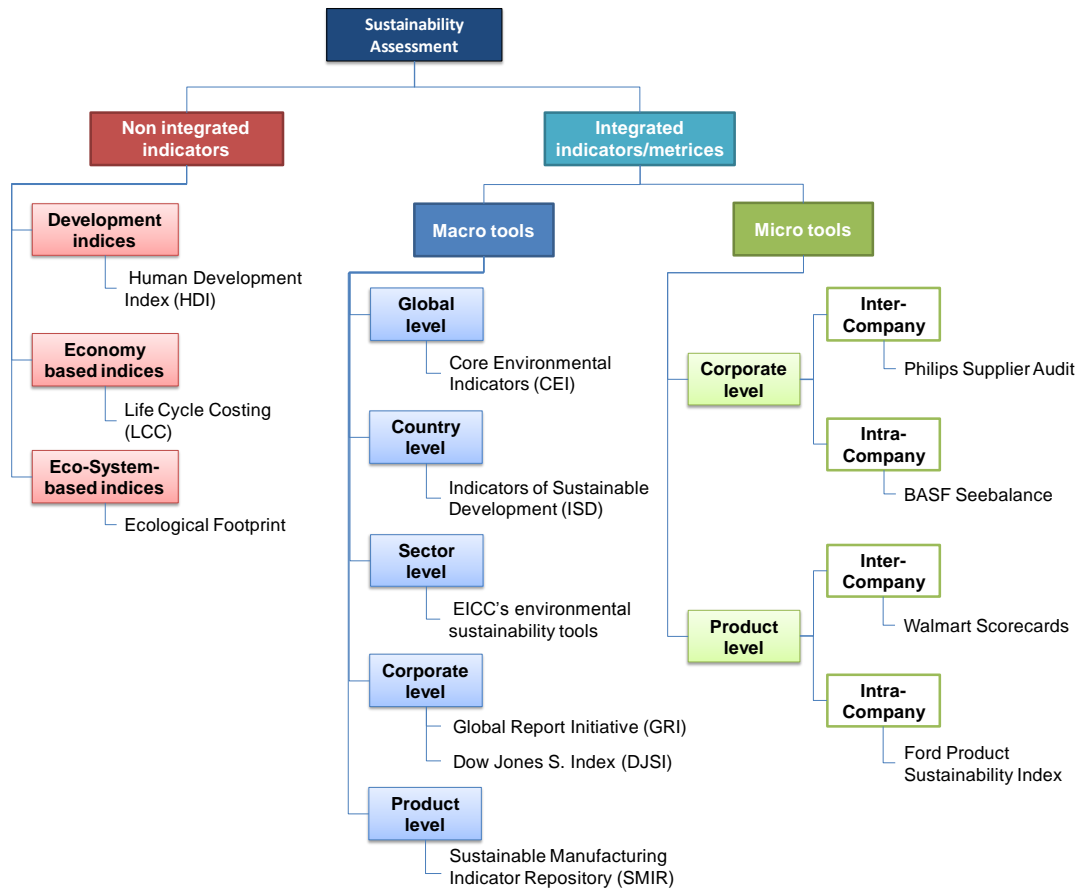 Sustainability
Assessment
Non integrated
indicators
Integrated
indicators/metrices
Development
indices
Human Development
Index (HDI)
Economy
based indices
Life Cycle Costing
(LCC)
Eco-System-
based indices
Ecological Footprint
Macro tools
Global
level
Core Environmental
Indicators (CEI)
Country
level
Indicators of Sustainable
Development (ISD)
Sector
level
EICC's environmental
sustainability tools
Corporate
level
Global Report Initiative (GRI)
Dow Jones S. Index (DJSI)
Product
level
Sustainable Manufacturing
Indicator Repository (SMIR)
Micro tools
Corporate
level
Inter-
Company
Philips Supplier Audit
Intra-
Company
BASF Seebalance
Product
level
Inter-
Company
Walmart Scorecards
Intra-
Company
Ford Product
Sustainability Index